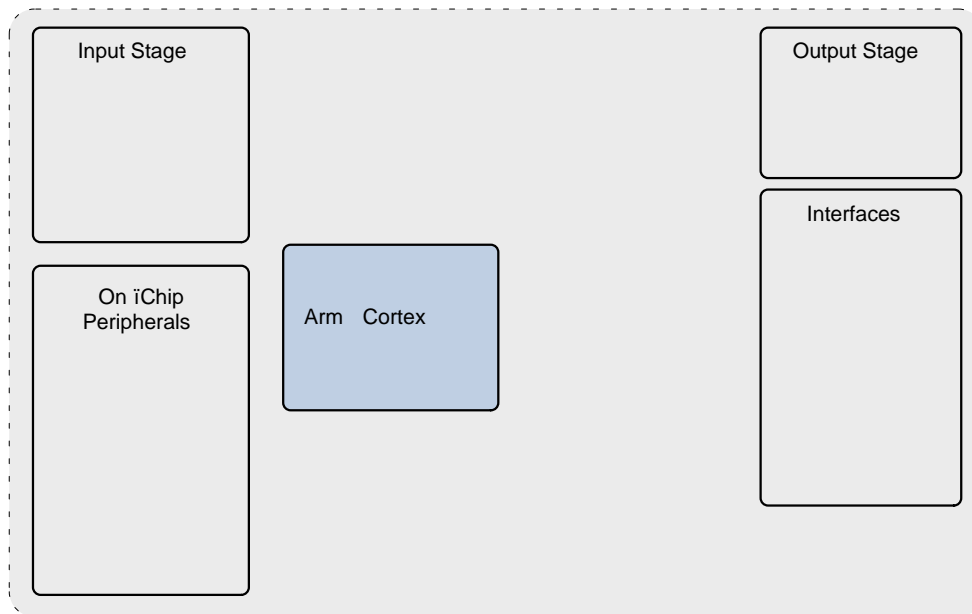 Input Stage
Output Stage
Interfaces
On ïChip
Peripherals
Arm Cortex